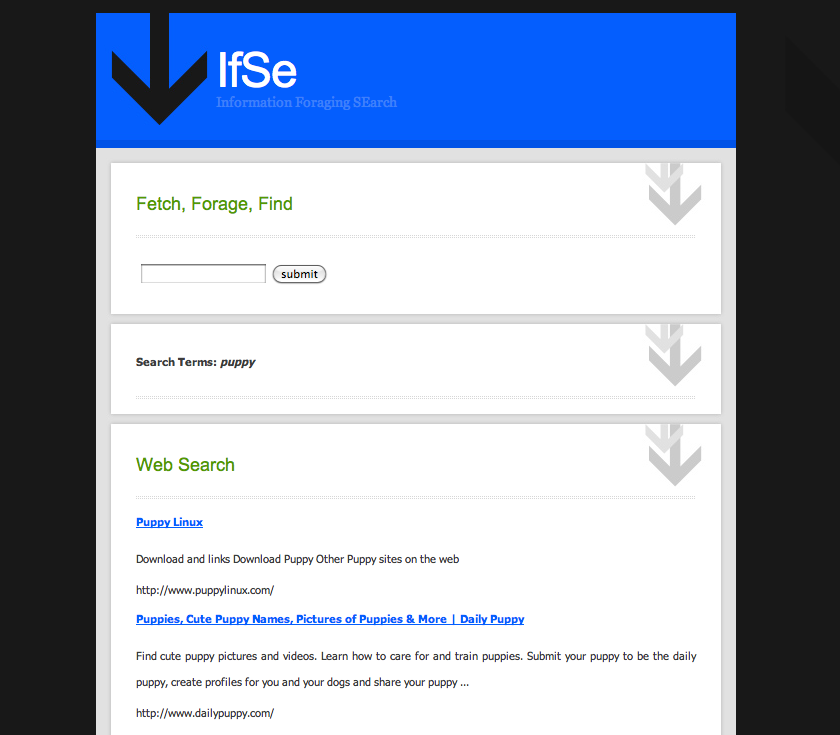 IfSe
Information Foraging SEarch
Fetch, Forage, Find
submit
Search Terms: puppy
Web Search
Puppy Linux
Download and links Download Puppy Other Puppy sites on the web
http://www.puppylinux.com/
Puppies, Cute Puppy Names, Pictures of Puppies & More | Daily Puppy
Find cute puppy pictures and videos. Learn how to care for and train puppies. Submit your puppy to be the daily
puppy, create profiles for you and your dogs and share your puppy ...
http://www.dailypuppy.com/